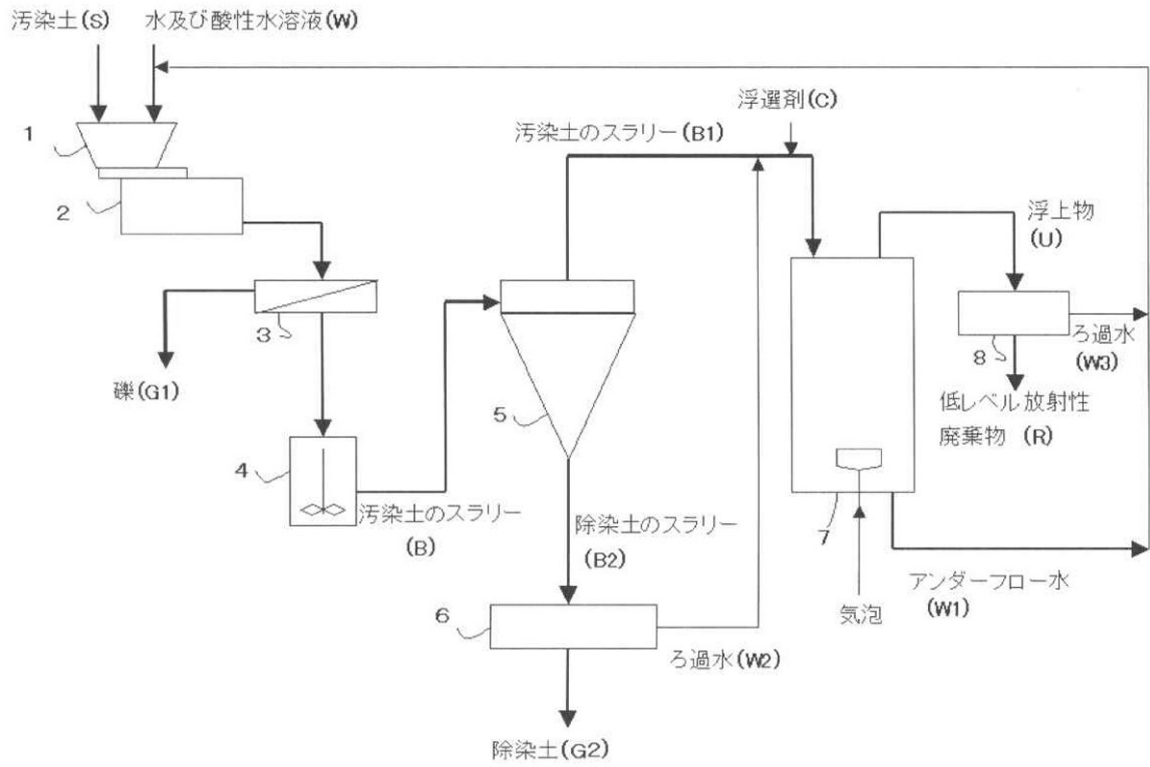 汚染土(S)
水及び酸性水溶液(W)
浮選剤(C)
汚染土のスラリー(B1)
1
2
浮上物
(U)
3
8
ろ過水
(W3)
礫(G1)
5
低レベル放射性
廃棄物 (R)
4
汚染土のスラリー
(B)
除染土のスラリー
(B2)
7
アンダーフロー水
(W1)
気泡
6
ろ過水(W2)
除染土(G2)